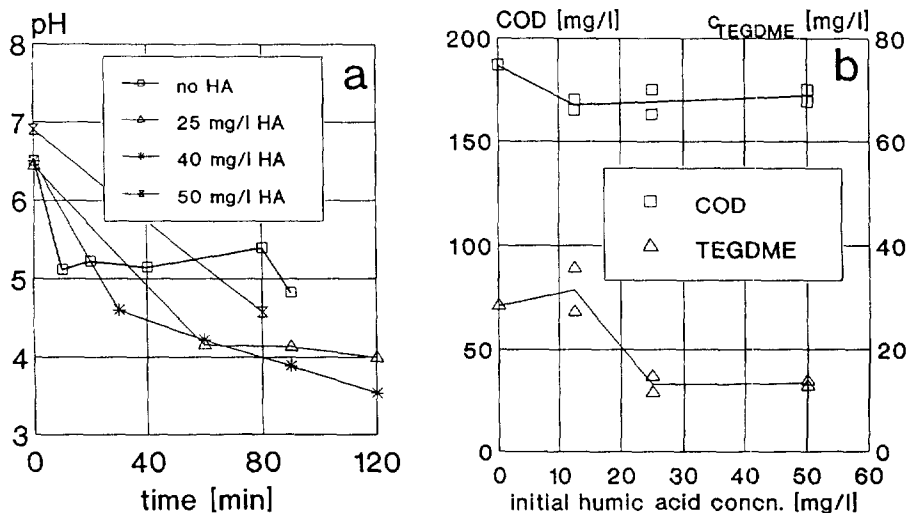 pH
a
8
7
6
5
4
3
0 40 80 120
time [min]
no HA
25 mg/l HA
40 mg/l HA
50 mg/l HA
COD [mg/l] cTEGDME [mg/l]
b
200
150
100
50
0
80
60
40
20
0
COD
TEGDME
0 10 20 30 40 50 60
initial humic acid concn. [mg/l]